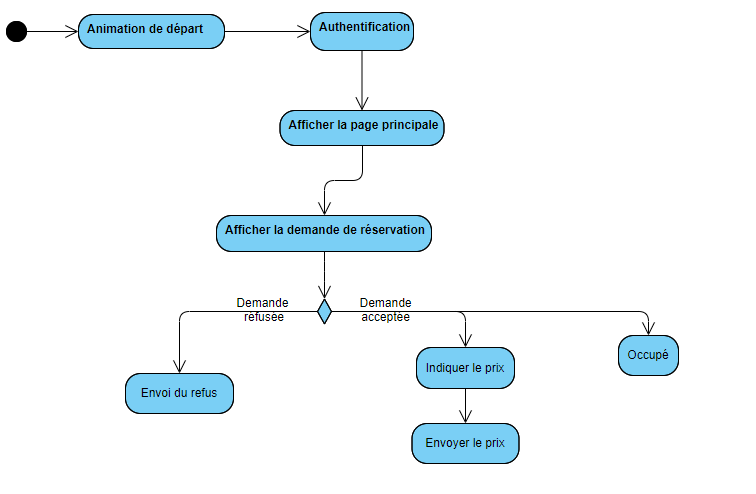 Animation de départ
Authentification
Afficher la page principale
Afficher la demande de réservation
Demande
réfusée
Demande
acceptée
Occupé
Indiquer le prix
Envoi du refus
Envoyer le prix